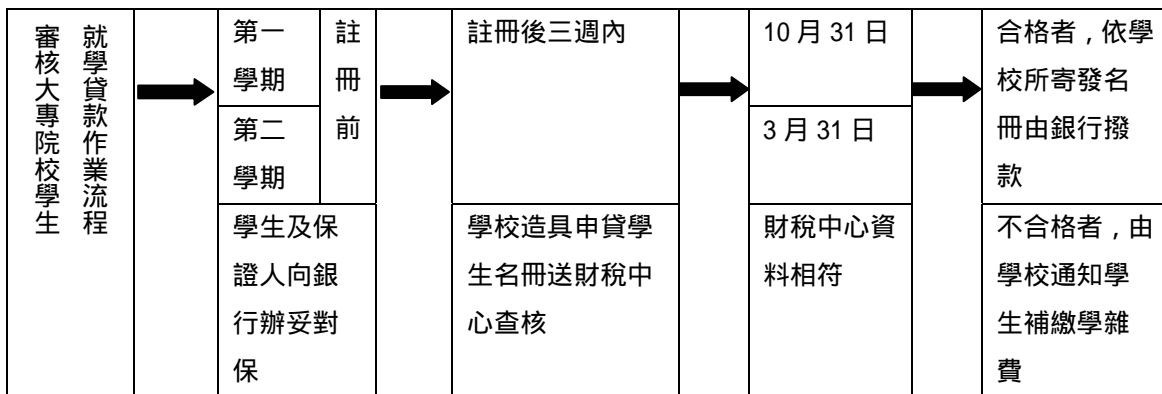 審核大專院校學生
就學貸款作業流程
第一
學期
註
冊
前
第二
學期
學生及保
證人向銀
行辦妥對
保
註冊後三週內
學校造具申貸學
生名冊送財稅中
心查核
10 月 31 日
3 月 31 日
財稅中心資
料相符
合格者，依學
校所寄發名
冊由銀行撥
款
不合格者，由
學校通知學
生補繳學雜
費